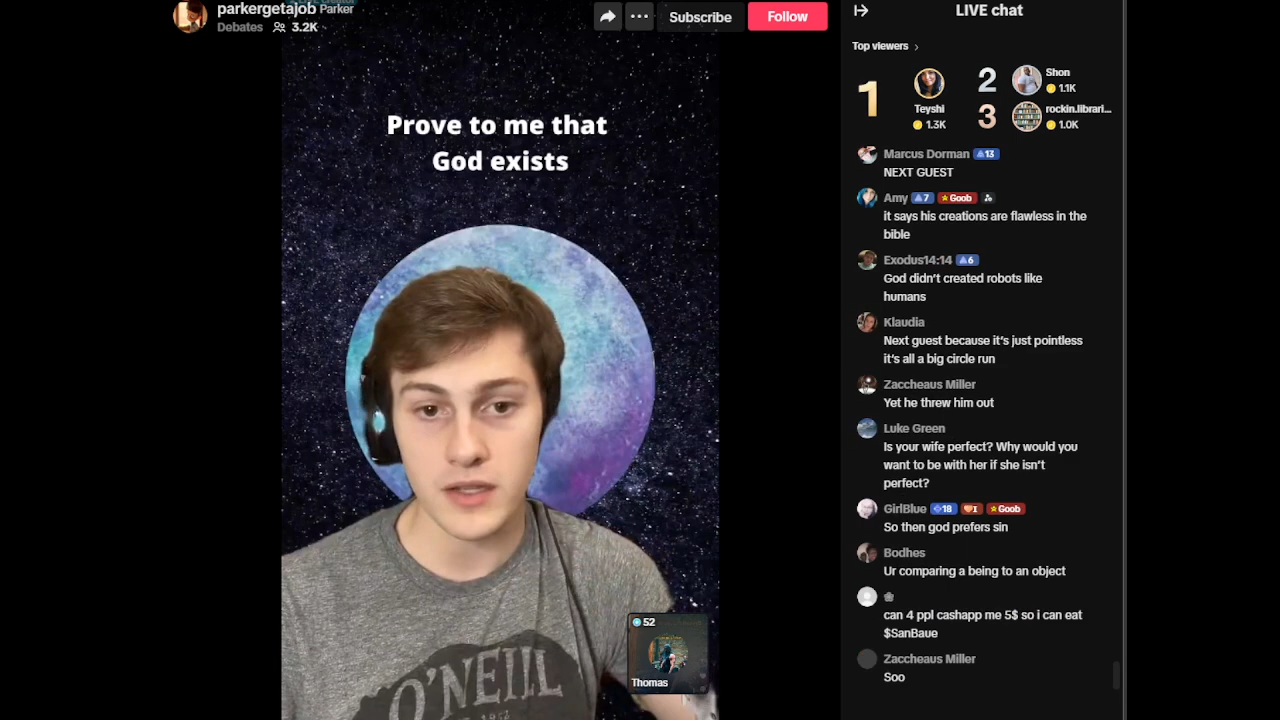 parkergetajob Parker
Debates 3.2K
Subscribe
Follow
Prove to me that
God exists
O'NEILL
52
Thomas
LIVE chat
Top viewers
1
Teyshi
1.3K
2
Shon
1.1K
3
rockin.librari...
1.0K
Marcus Dorman 13
NEXT GUEST
Amy 7 Goob
it says his creations are flawless in the
bible
Exodus14:14 6
God didn't created robots like
humans
Klaudia
Next guest because it's just pointless
it's all a big circle run
Zaccheaus Miller
Yet he threw him out
Luke Green
Is your wife perfect? Why would you
want to be with her if she isn't
perfect?
GirlBlue 18 I Goob
So then god prefers sin
Bodhes
Ur comparing a being to an object
can 4 ppl cashapp me 5$ so i can eat
$SanBaue
Zaccheaus Miller
Soo